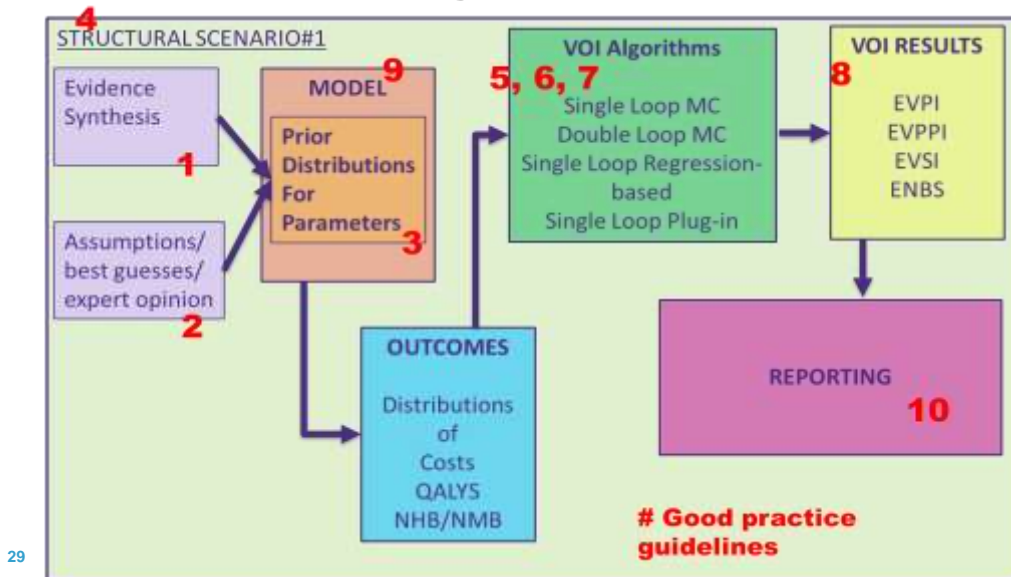 4
STRUCTURAL SCENARIO#1
Evidence
Synthesis
1
Assumptions/
best guesses/
expert opinion
2
9
MODEL
Prior
Distributions
For
Parameters
3
OUTCOMES
Distributions
of
Costs
QALYS
NHB/NMB
VOI Algorithms
5, 6, 7
Single Loop MC
Double Loop MC
Single Loop Regression-
based
Single Loop Plug-in
VOI RESULTS
8
EVPI
EVPPI
EVSI
ENBS
REPORTING
10
# Good practice
guidelines
29